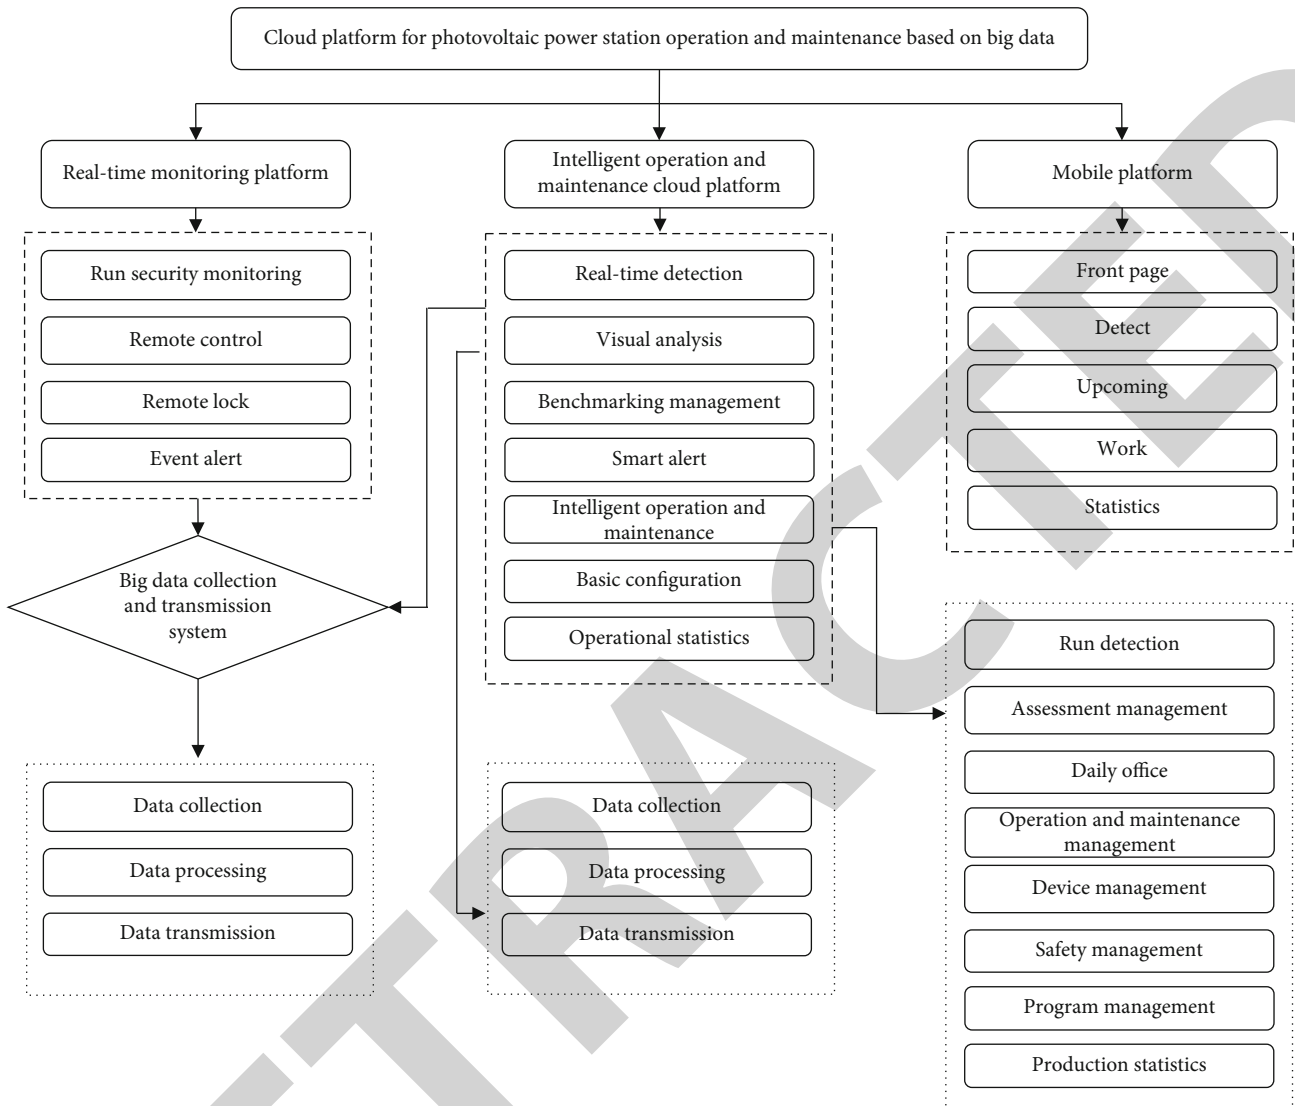 Cloud platform for photovoltaic power station operation and maintenance based on big data
Real-time monitoring platform
Intelligent operation and
maintenance cloud platform
Mobile platform
Run security monitoring
Remote control
Remote lock
Event alert
Big data collection
and transmission
system
Data collection
Data processing
Data transmission
Real-time detection
Visual analysis
Benchmarking management
Smart alert
Intelligent operation and
maintenance
Basic configuration
Operational statistics
Data collection
Data processing
Data transmission
Front page
Detect
Upcoming
Work
Statistics
Run detection
Assessment management
Daily office
Operation and maintenance
management
Device management
Safety management
Program management
Production statistics
TRACTED